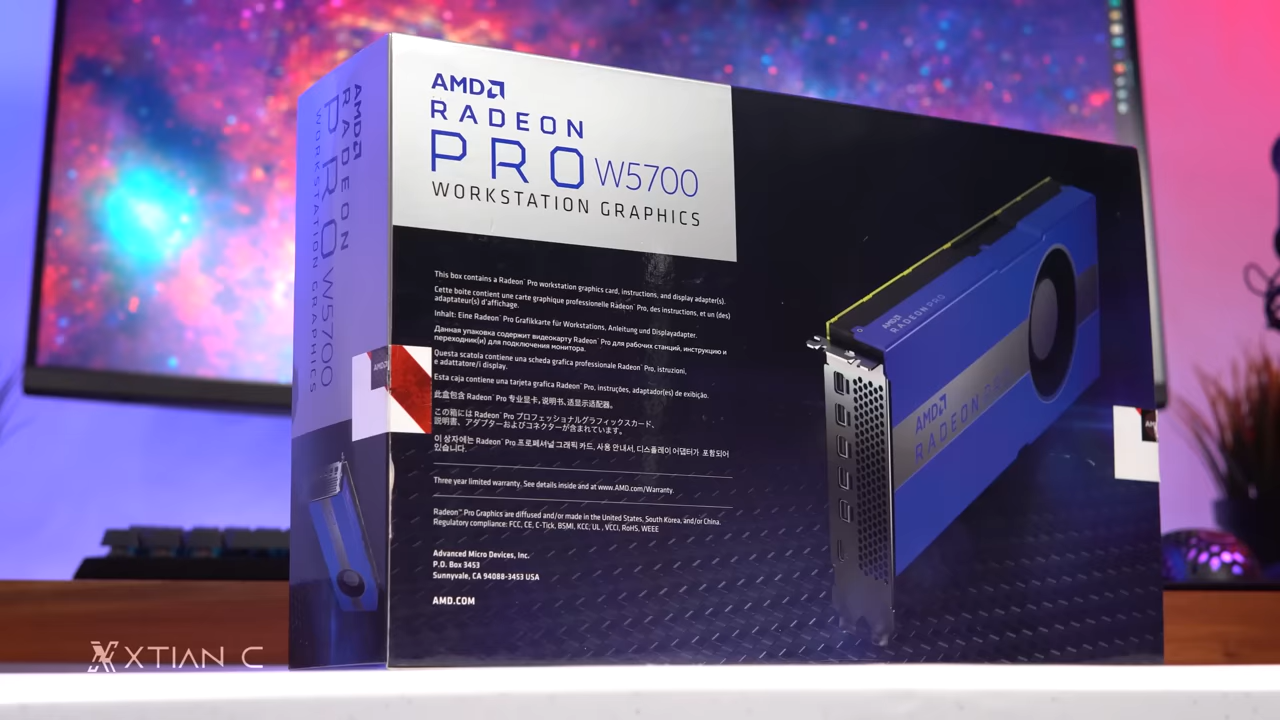 AMD
RADEON
PRO W5700
WORKSTATION GRAPHICS
AMD
RADEON
PRO W5700
WORKSTATION GRAPHICS
This box contains a Radeon™ Pro workstation graphics card, instructions, and display adapter(s).
Cette boite contient une carte graphique professionelle Radeon™ Pro, des instructions, et un (des)
adaptateur(s) d'affichage.
Inhalt: Eine Radeon™ Pro Grafikkarte für Workstations, Anleitung und Displayadapter.
Данная упаковка содержит видеокарту Radeon™ Pro для рабочих станций, инструкцию и
переходник(и) для подключения монитора.
Questa scatola contiene una scheda grafica professionale Radeon™ Pro, istruzioni,
e adattatore/i display.
Esta caja contiene una tarjeta grafica Radeon™ Pro, instruções, adaptador(es) de exibição.
此盒包含 Radeon™ Pro 专业显卡,说明书,适显示适配器。
この箱には Radeon™ Pro プロフェッショナルグラフィックスカード、
説明書、アダプターおよびコネクターが含まれています。
이 상자에는 Radeon™ Pro 프로페셔널 그래픽 카드, 사용 안내서, 디스플레이 어댑터가 포함되어
있습니다.
Three year limited warranty. See details inside and at www.AMD.com/Warranty.
Radeon™ Pro Graphics are diffused and/or made in the United States, South Korea, and/or China.
Regulatory compliance: FCC, CE, C-Tick, BSMI, KCC, UL, VCCI, RoHS, WEEE
Advanced Micro Devices, Inc.
P.O. Box 3453
Sunnyvale, CA 94088-3453 USA
AMD.COM
AMD
RADEON PRO
AMD
RADEON PRO
AMD
AMD
XTIAN C